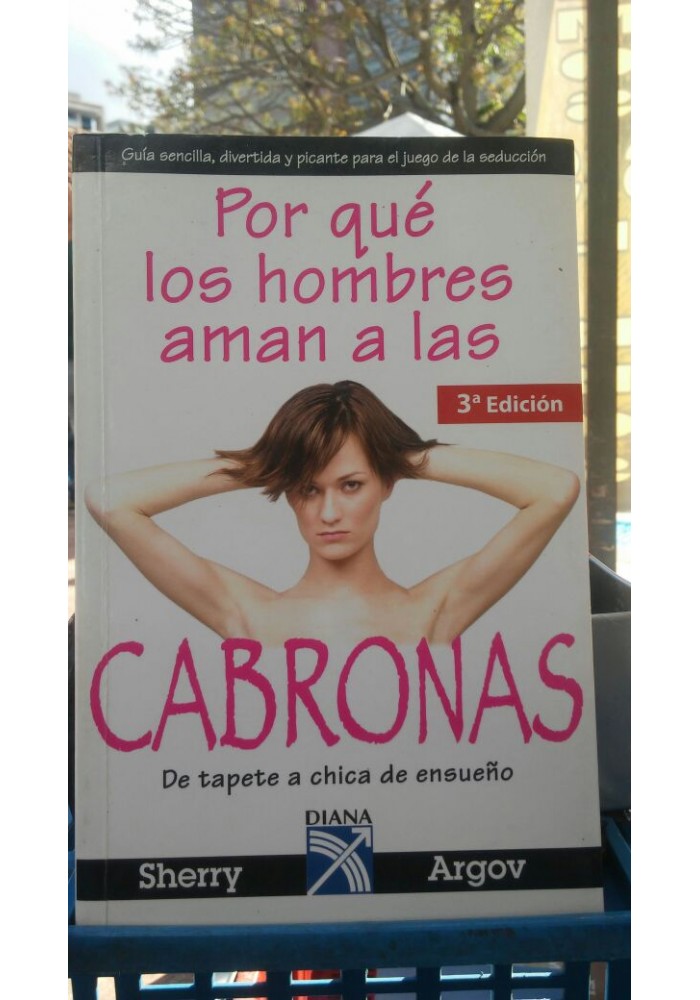 Guía sencilla, divertida y picante para el juego de la seducción
Por qué
los hombres
aman a las
3ª Edición
CABRONAS
De tapete a chica de ensueño
DIANA
Sherry Argov